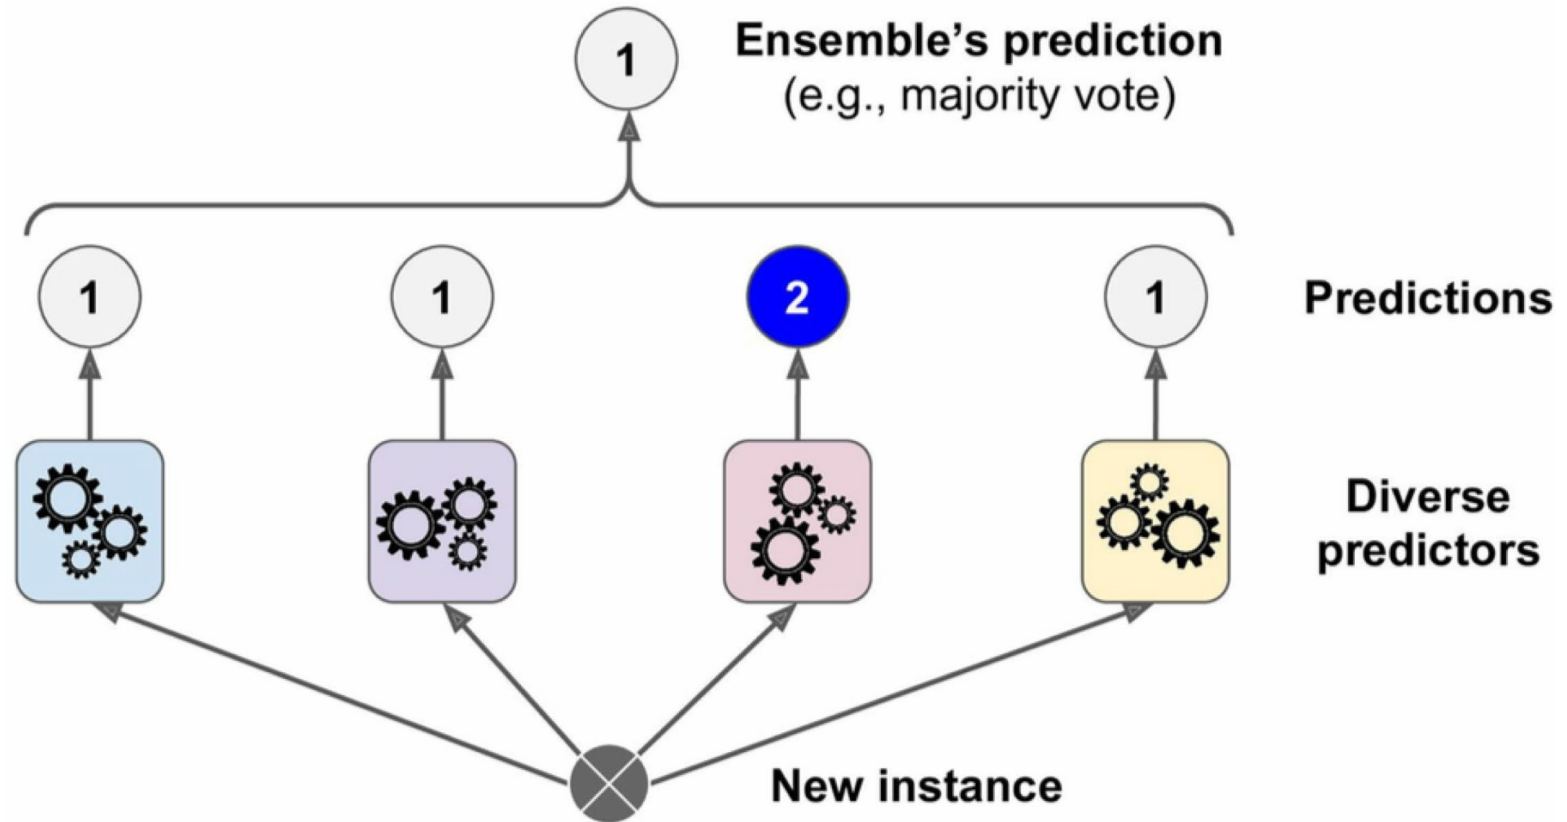 1
Ensemble’s prediction
(e.g., majority vote)
1 1 2 1 Predictions
Diverse
predictors
New instance